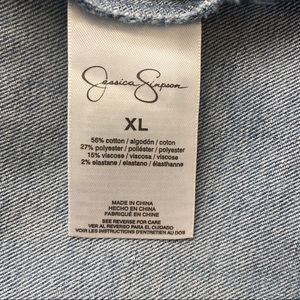 Jessica Simpson
XL
56% cotton / algodón / coton
27% polyester / poliéster / polyester
15% viscose / viscosa / viscose
2% elastane / elastano / élasthanne
MADE IN CHINA
HECHO EN CHINA
FABRIQUÉ EN CHINE
SEE REVERSE FOR CARE
VER AL REVERSO PARA EL CUIDADO
VOIR LES INSTRUCTIONS D'ENTRETIEN AU DOS